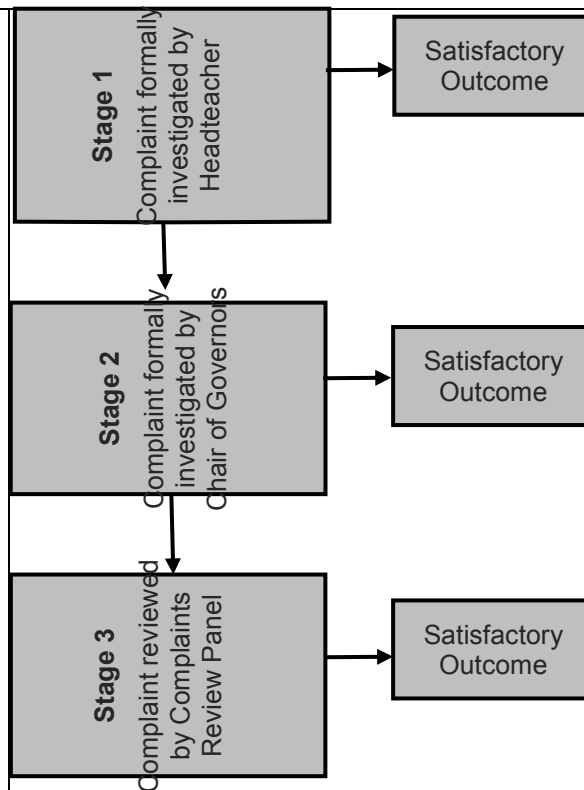 Stage 1
Complaint formally
investigated by
Headteacher
Satisfactory
Outcome
Stage 2
Complaint formally
investigated by
Chair of Governors
Satisfactory
Outcome
Stage 3
Complaint reviewed
by Complaints
Review Panel
Satisfactory
Outcome